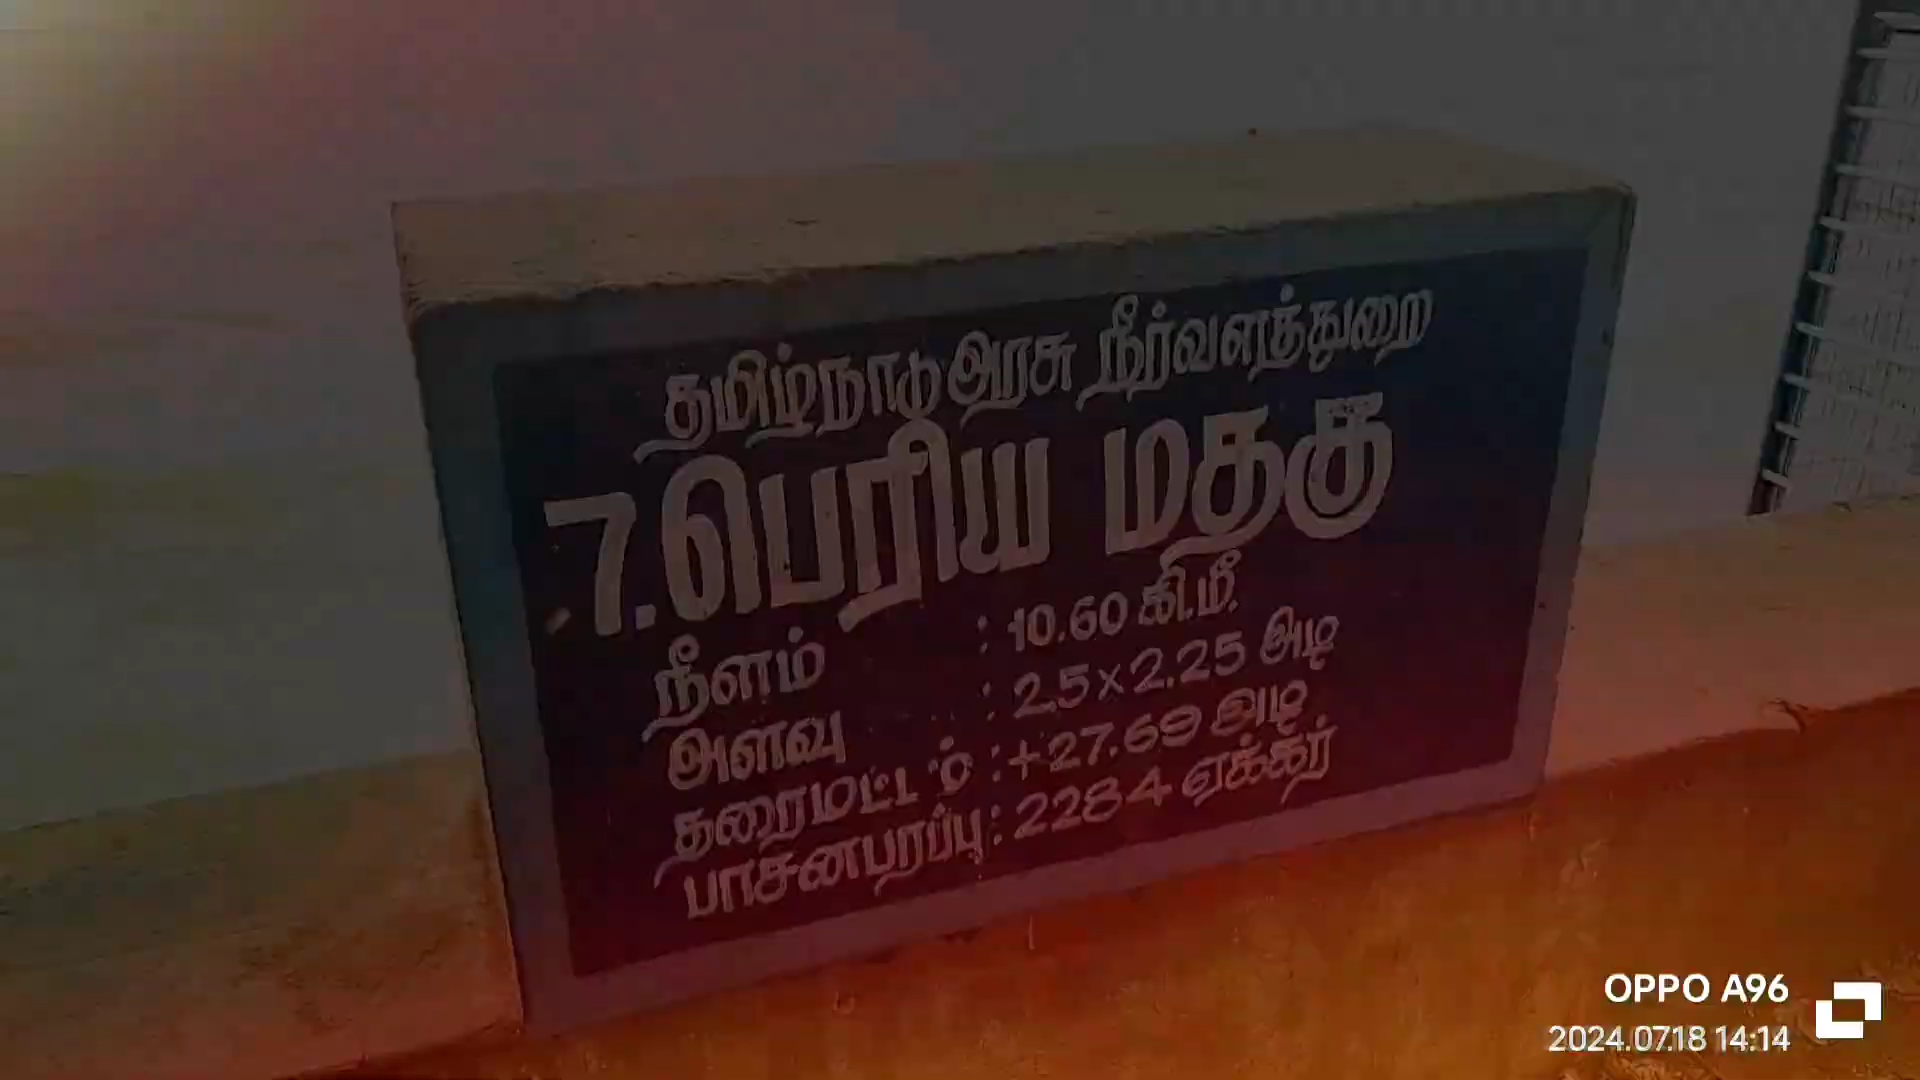 தமிழ்நாடு அரசு நீர்வளத்துறை
7. பெரிய மதகு
நீளம் : 10.60 கி.மீ.
அளவு : 2.5 x 2.25 அடி
தரைமட்டம் : +27.69 அடி
பாசனபரப்பு : 2284 ஏக்கர்
OPPO A96
2024.07.18 14:14